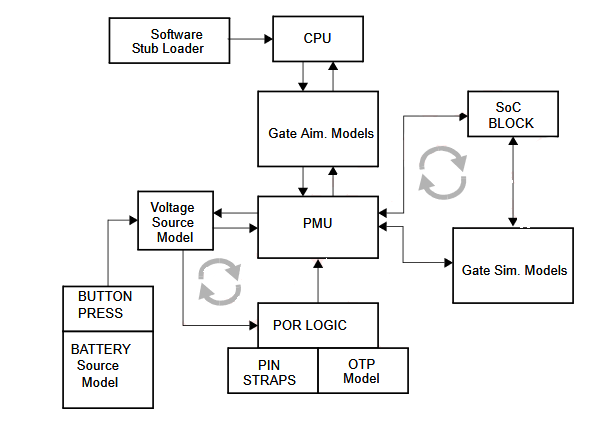 Software
Stub Loader
CPU
Gate Aim. Models
SoC
BLOCK
Voltage
Source
Model
PMU
Gate Sim. Models
BUTTON
PRESS
BATTERY
Source
Model
POR LOGIC
PIN
STRAPS
OTP
Model